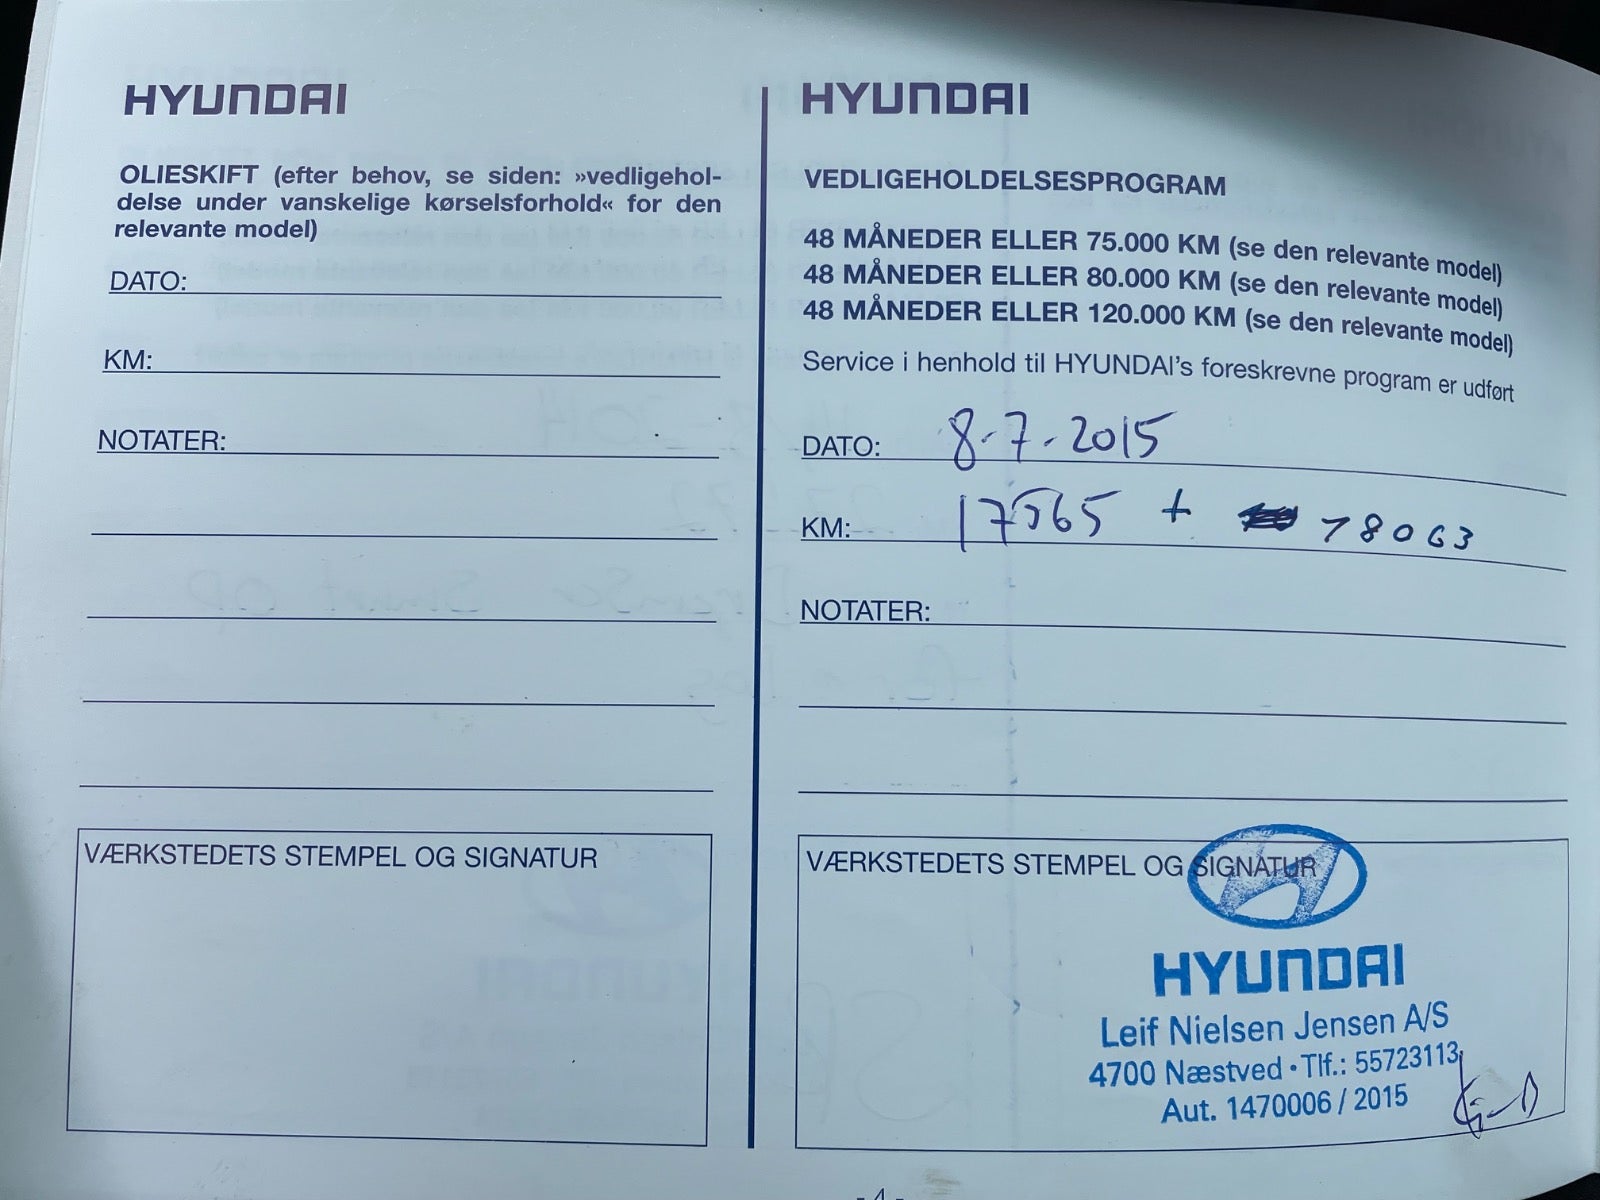 HYUNDAI
OLIESKIFT (efter behov, se siden: »vedligehol-
delse under vanskelige kørselsforhold« for den
relevante model)
DATO:
KM:
NOTATER:
VÆRKSTEDETS STEMPEL OG SIGNATUR
HYUNDAI
VEDLIGEHOLDELSESPROGRAM
48 MÅNEDER ELLER 75.000 KM (se den relevante model)
48 MÅNEDER ELLER 80.000 KM (se den relevante model)
48 MÅNEDER ELLER 120.000 KM (se den relevante model)
Service i henhold til HYUNDAI's foreskrevne program er udført
DATO: 8-7-2015
KM: 17565 + 18063
NOTATER:
VÆRKSTEDETS STEMPEL OG SIGNATUR
HYUNDAI
Leif Nielsen Jensen A/S
4700 Næstved • Tlf.: 55723113
Aut. 1470006 / 2015
- 4 -